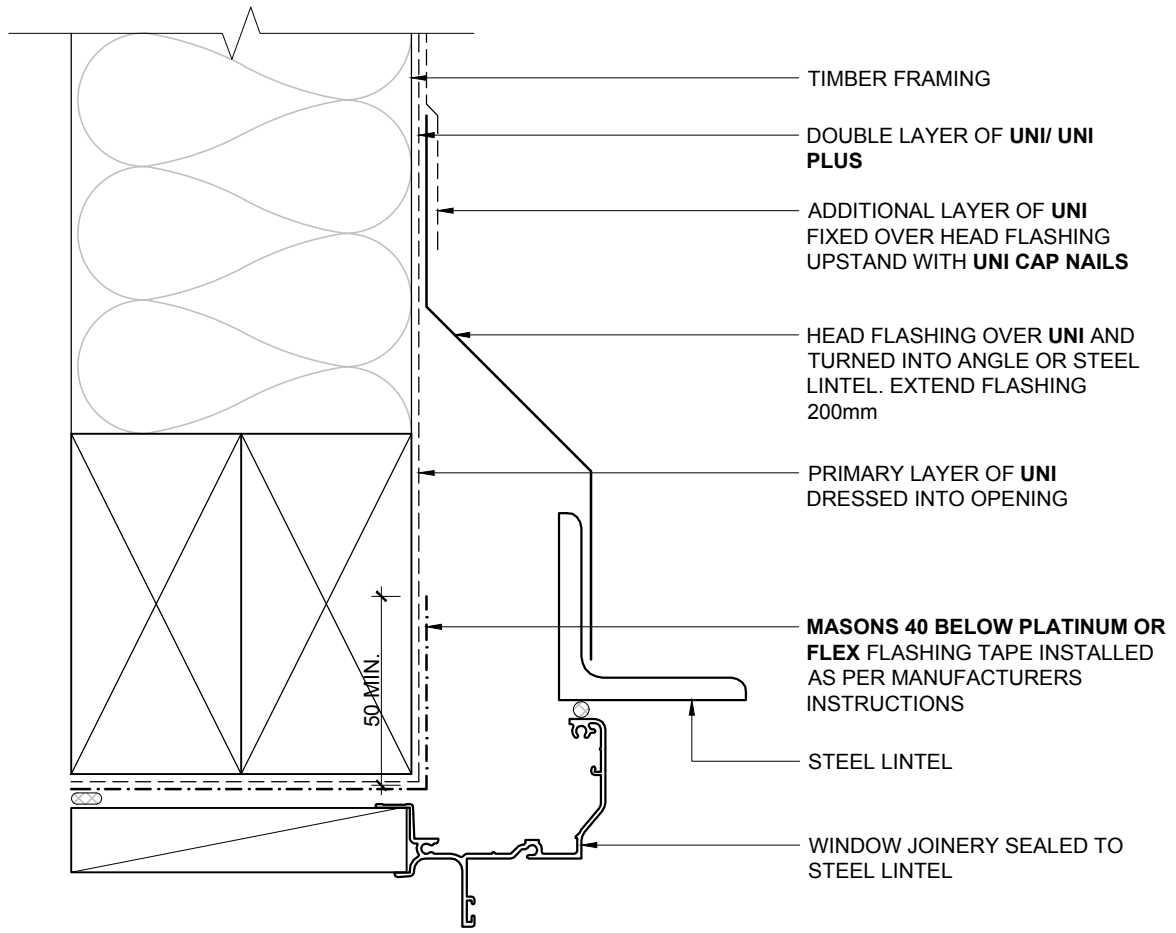 TIMBER FRAMING
DOUBLE LAYER OF UNI/ UNI
PLUS
ADDITIONAL LAYER OF UNI
FIXED OVER HEAD FLASHING
UPSTAND WITH UNI CAP NAILS
HEAD FLASHING OVER UNI AND
TURNED INTO ANGLE OR STEEL
LINTEL. EXTEND FLASHING
200mm
PRIMARY LAYER OF UNI
DRESSED INTO OPENING
50 MIN.
MASONS 40 BELOW PLATINUM OR
FLEX FLASHING TAPE INSTALLED
AS PER MANUFACTURERS
INSTRUCTIONS
STEEL LINTEL
WINDOW JOINERY SEALED TO
STEEL LINTEL